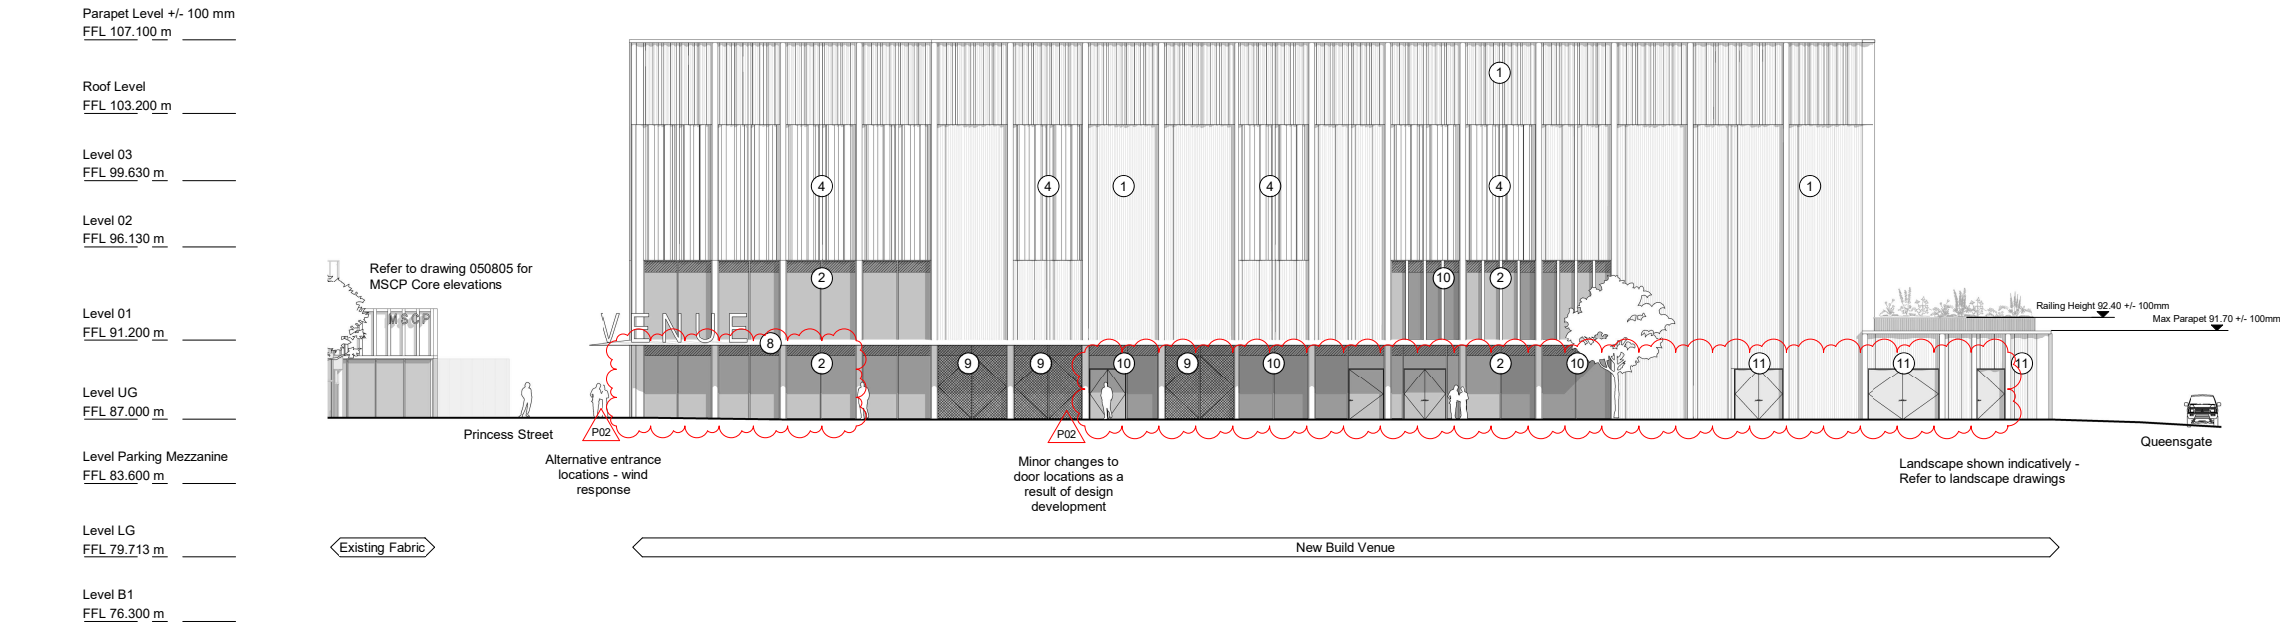 Parapet Level +/- 100 mm
FFL 107.100 m
Roof Level
FFL 103.200 m
Level 03
FFL 99.630 m
Level 02
FFL 96.130 m
Level 01
FFL 91.200 m
Level UG
FFL 87.000 m
Level Parking Mezzanine
FFL 83.600 m
Level LG
FFL 79.713 m
Level B1
FFL 76.300 m
Refer to drawing 050805 for
MSCP Core elevations
MSCP
VENUE
1
4
4
1
4
4
1
2
10
2
8
2
9
9
10
9
10
2
10
11
11
11
Railing Height 92.40 +/- 100mm
Max Parapet 91.70 +/- 100mm
Princess Street
P02
P02
Queensgate
Alternative entrance
locations - wind
response
Minor changes to
door locations as a
result of design
development
Landscape shown indicatively -
Refer to landscape drawings
Existing Fabric
New Build Venue